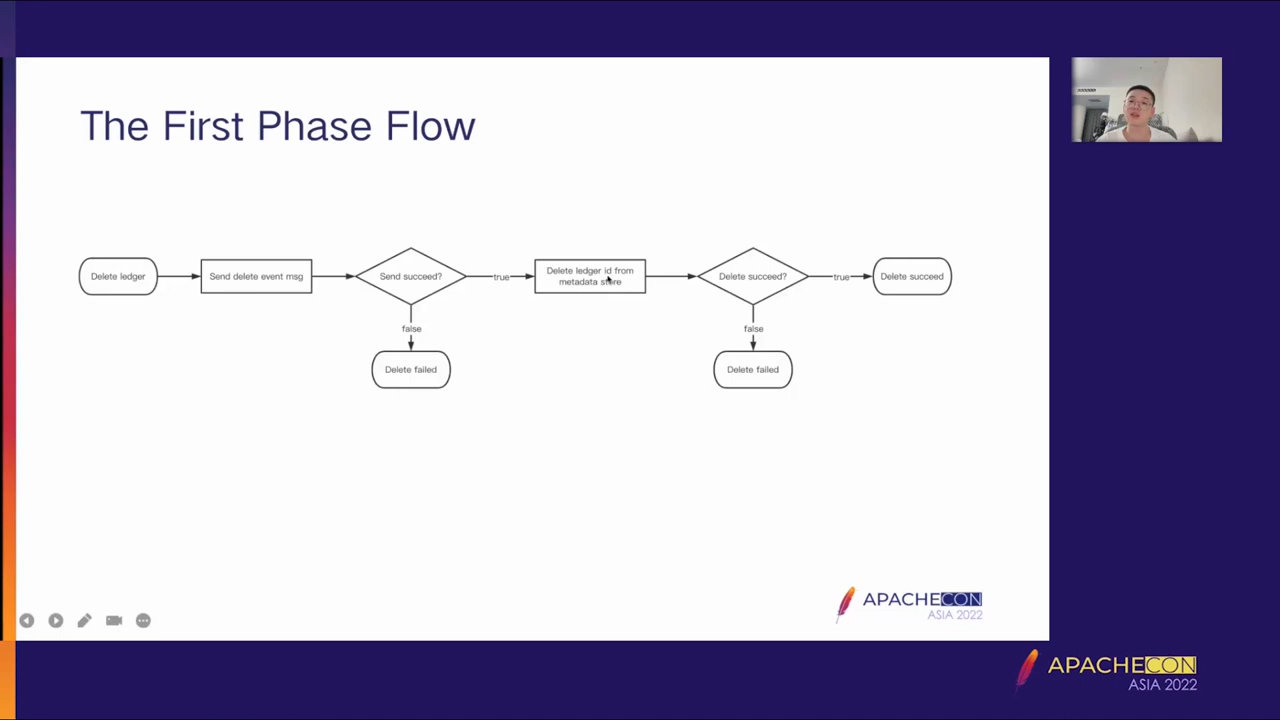 The First Phase Flow
Delete ledger
Send delete event msg
Send succeed?
true
Delete ledger id from
metadata store
Delete succeed?
true
Delete succeed
false
false
Delete failed
Delete failed
APACHECON
ASIA 2022
APACHECON
ASIA 2022